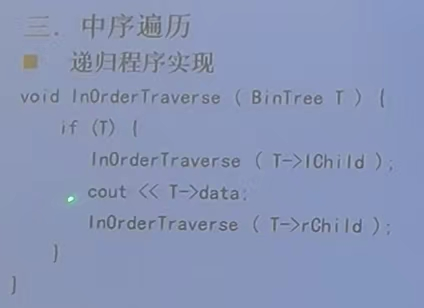 三. 中序遍历
■ 递归程序实现
void InOrderTraverse ( BinTree T ) {
if (T) {
InOrderTraverse ( T->lChild );
cout << T->data;
InOrderTraverse ( T->rChild );
}
}